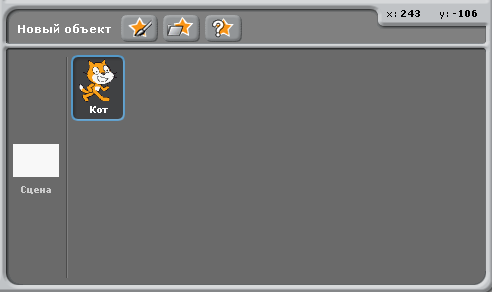 x: 243 y: -106
Новый объект
?
Кот
Сцена